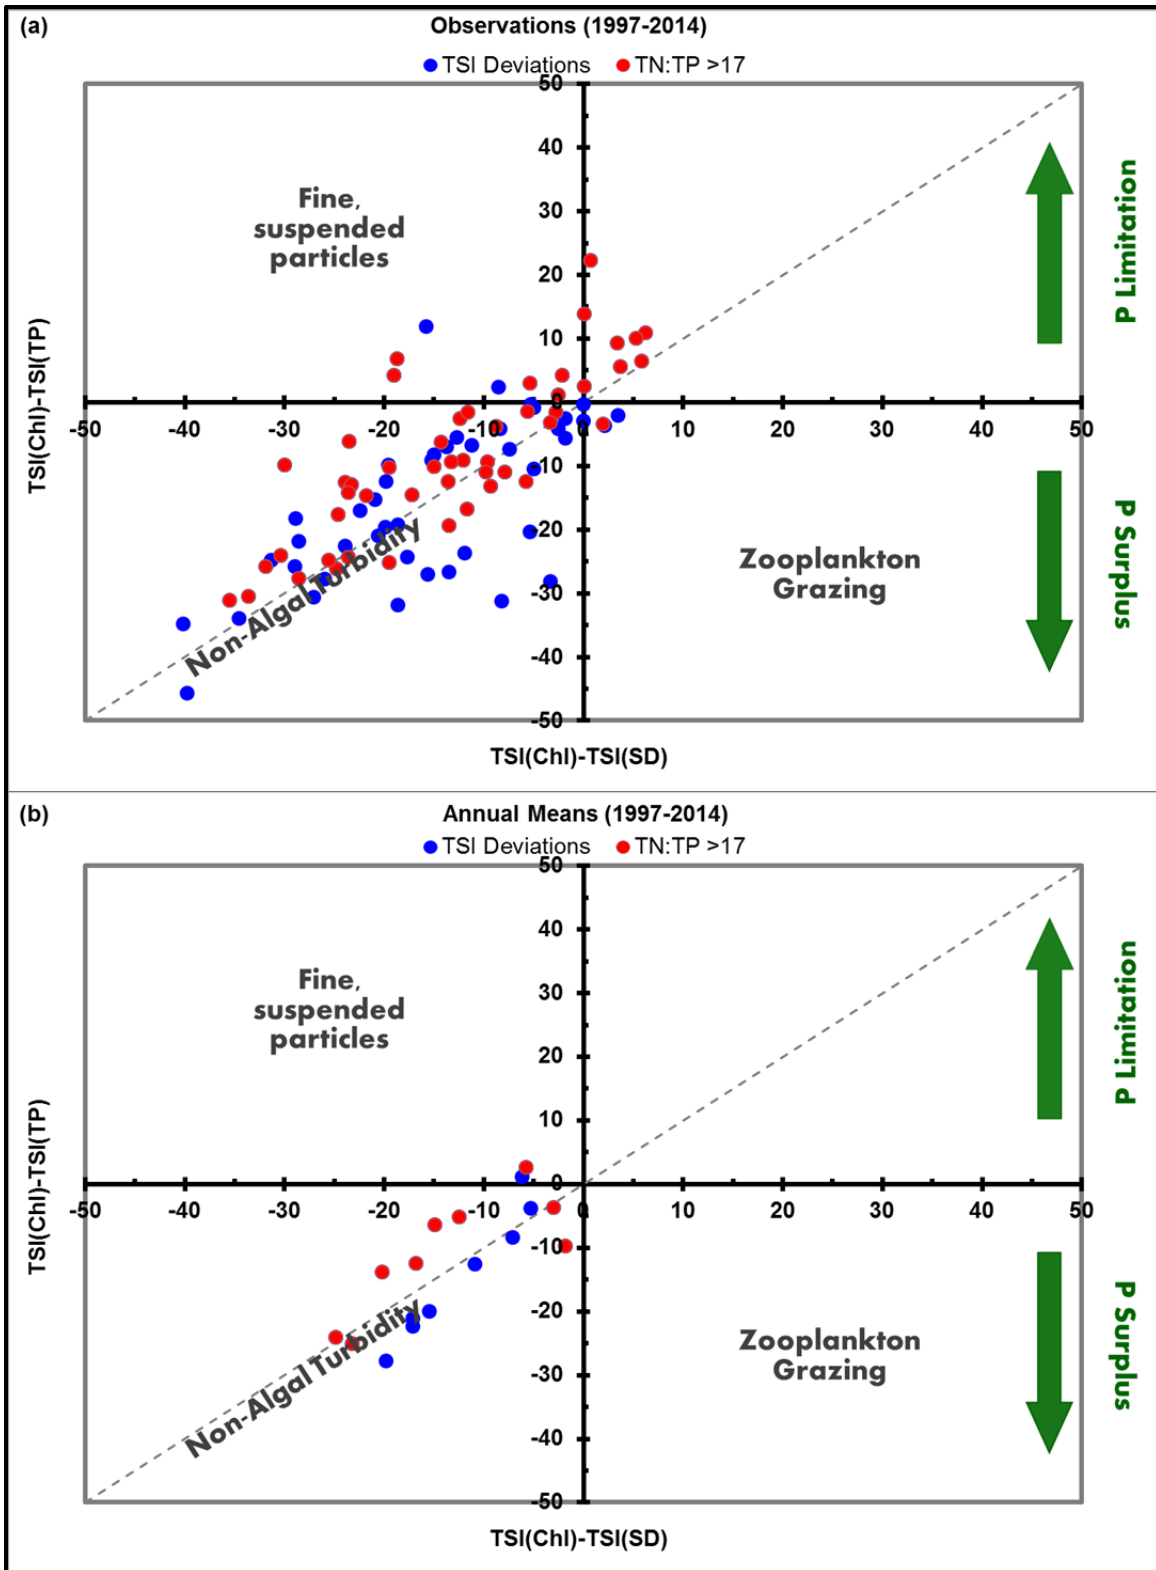 (a)
Observations (1997-2014)
TSI Deviations
TN:TP >17
50
40
30
20
10
0
-10
-20
-30
-40
-50
-50
-40
-30
-20
-10
0
10
20
30
40
50
Fine,
suspended
particles
Non-Algal Turbidity
Zooplankton
Grazing
P Limitation
P Surplus
TSI(Chl)-TSI(TP)
TSI(Chl)-TSI(SD)
(b)
Annual Means (1997-2014)
TSI Deviations
TN:TP >17
50
40
30
20
10
0
-10
-20
-30
-40
-50
-50
-40
-30
-20
-10
0
10
20
30
40
50
Fine,
suspended
particles
Non-Algal Turbidity
Zooplankton
Grazing
P Limitation
P Surplus
TSI(Chl)-TSI(TP)
TSI(Chl)-TSI(SD)